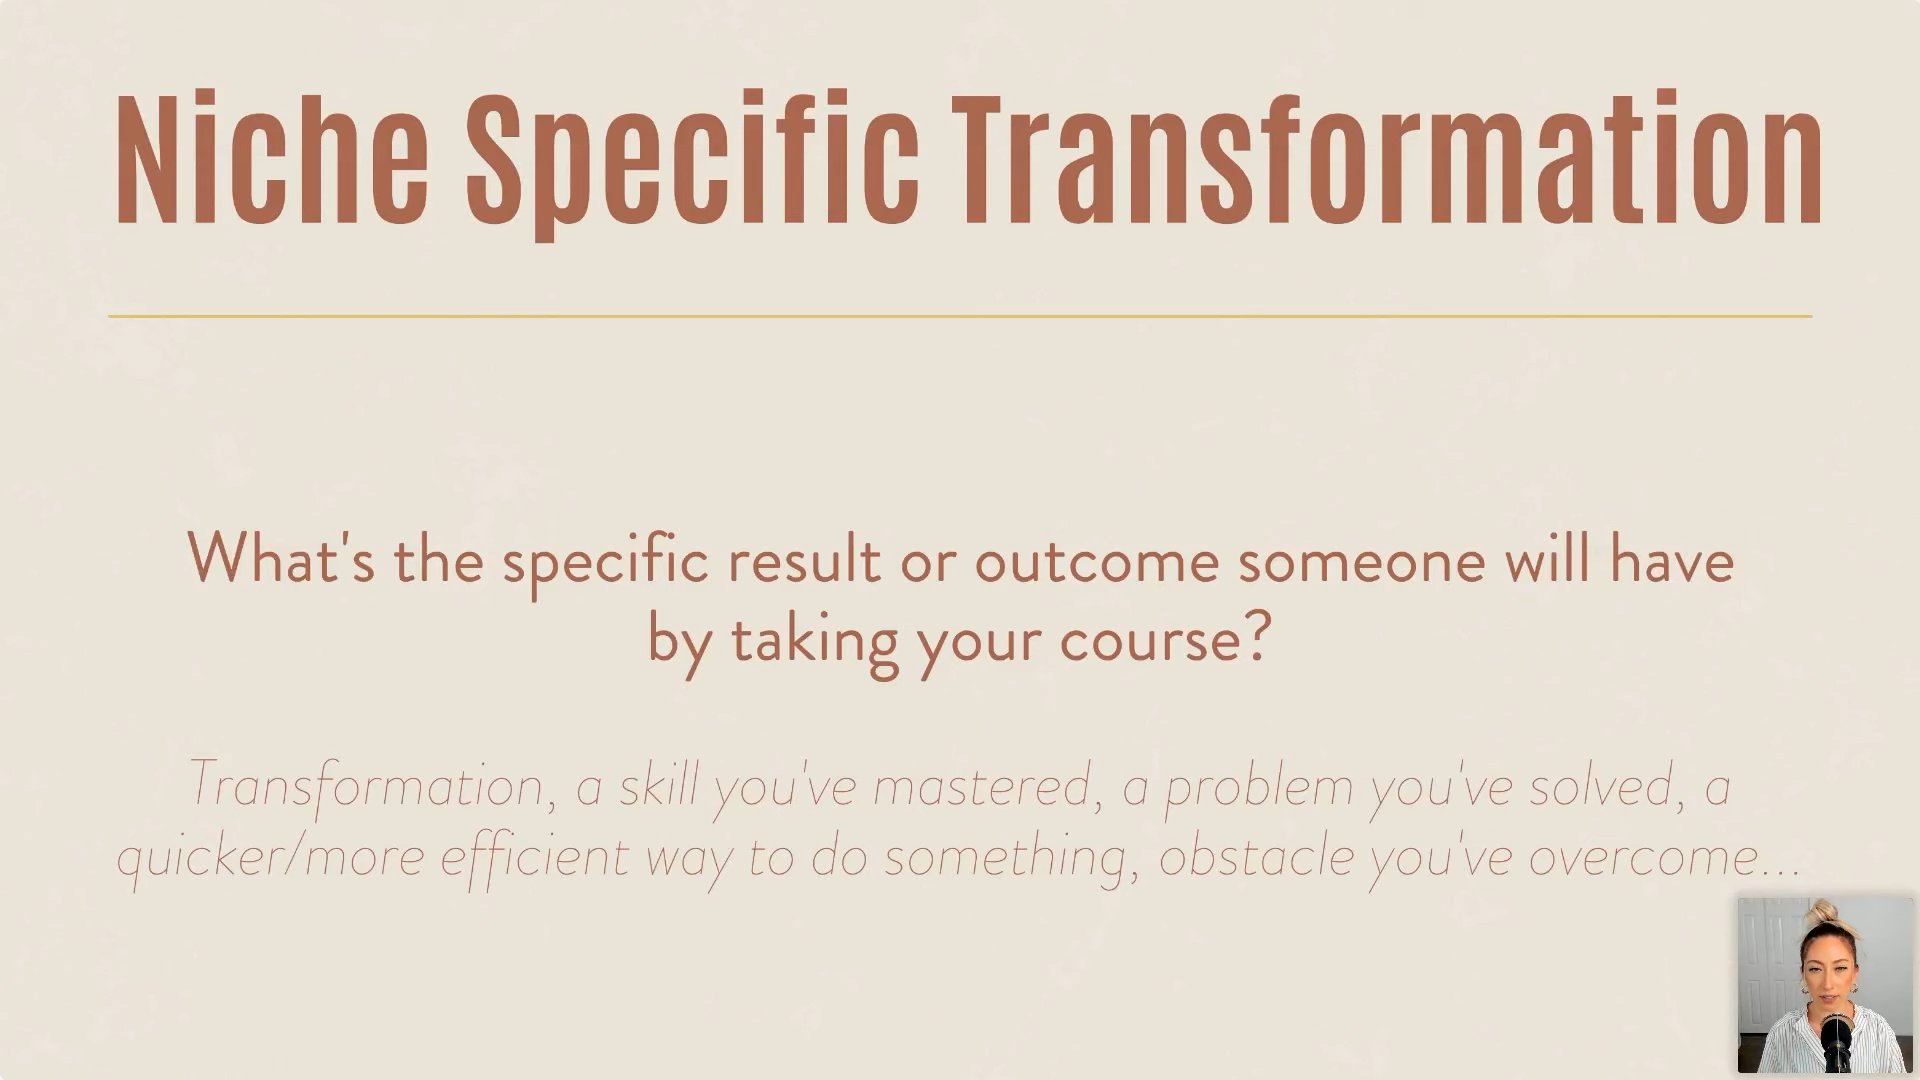 Niche Specific Transformation
What's the specific result or outcome someone will have
by taking your course?
Transformation, a skill you've mastered, a problem you've solved, a
quicker/more efficient way to do something, obstacle you've overcome...